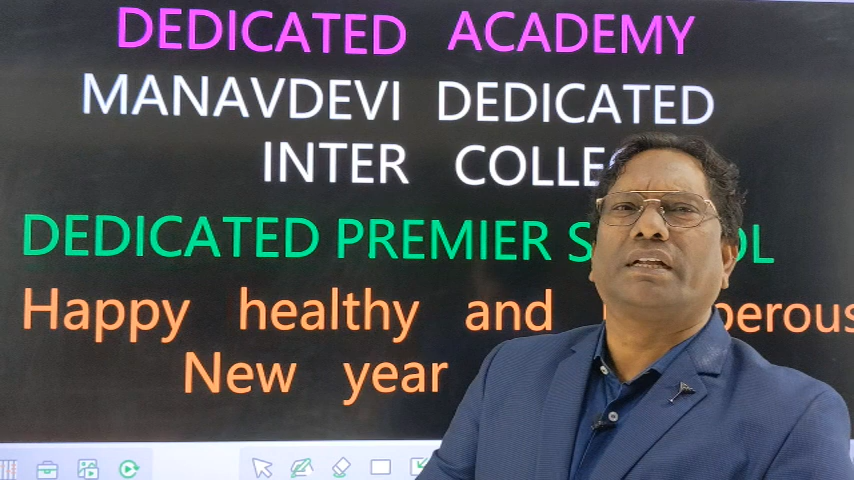 DEDICATED ACADEMY
MANAVDEVI DEDICATED
INTER
DEDICATED PREMIER
Happy healthy and
New year